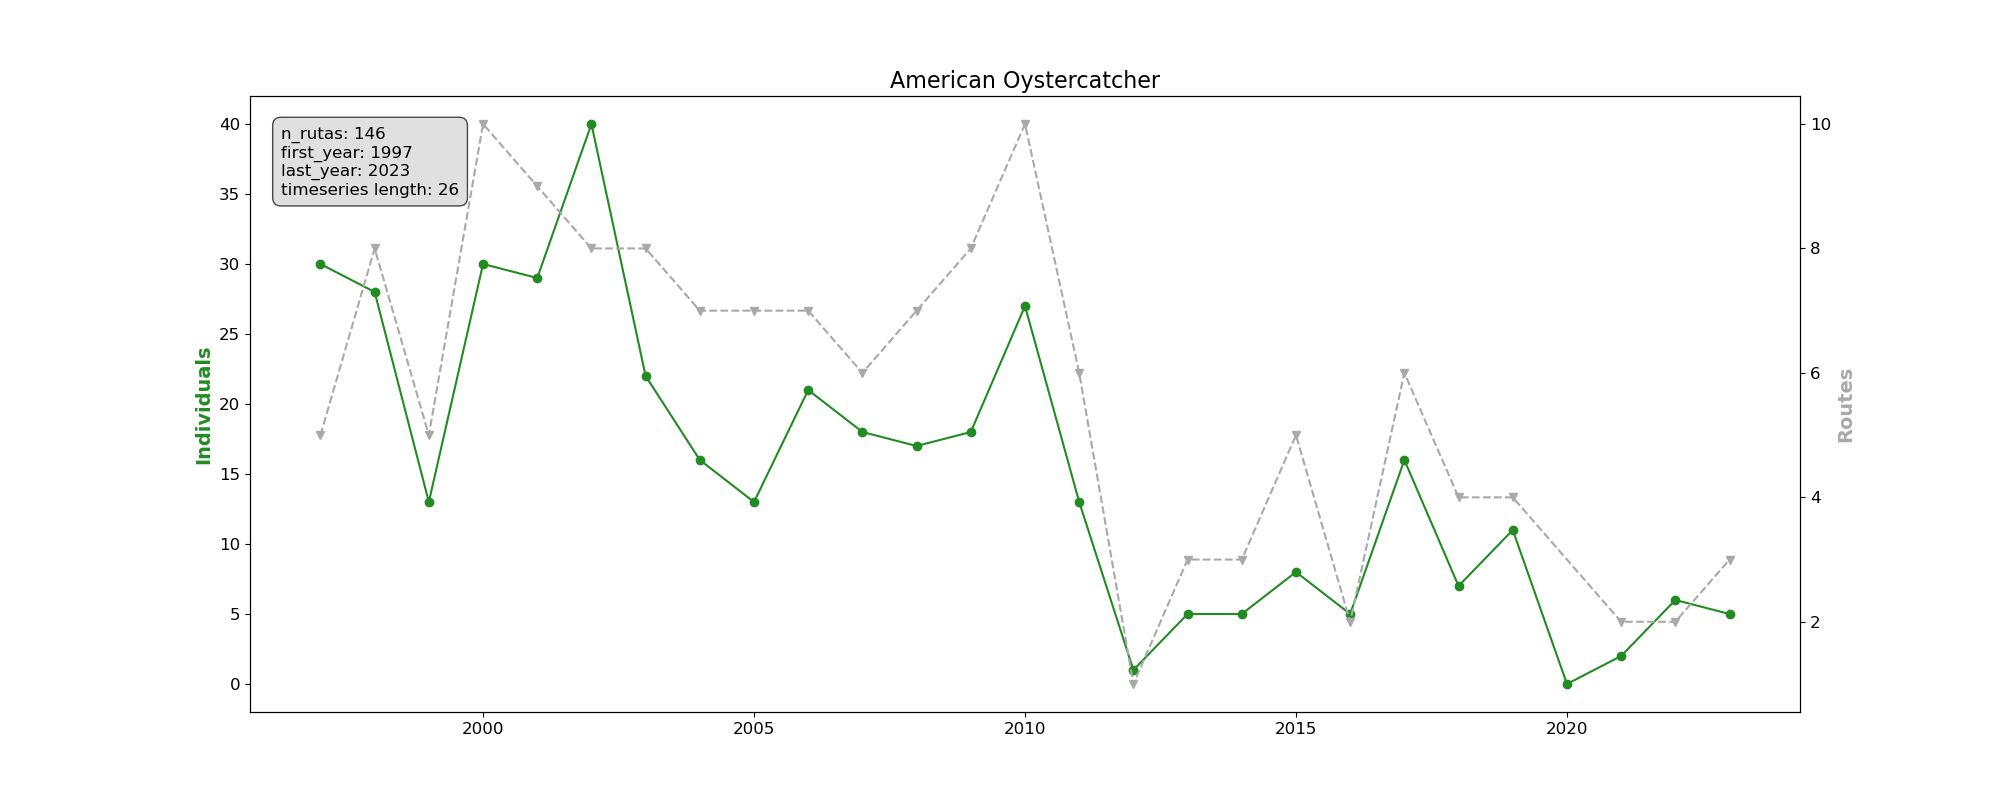 American Oystercatcher
n_rutas: 146
first_year: 1997
last_year: 2023
timeseries length: 26
Individuals
40
35
30
25
20
15
10
5
0
10
8
6
4
2
Routes
2000 2005 2010 2015 2020